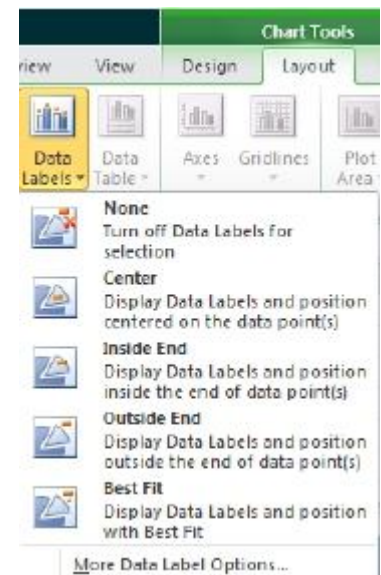 Chart Tools
view View Design Layout
Data Labels Data Table Axes Gridlines Plot Area
None
Turn off Data Labels for
selection
Center
Display Data Labels and position
centered on the data point(s)
Inside End
Display Data Labels and position
inside the end of data point(s)
Outside End
Display Data Labels and position
outside the end of data point(s)
Best Fit
Display Data Labels and position
with Best Fit
More Data Label Options...